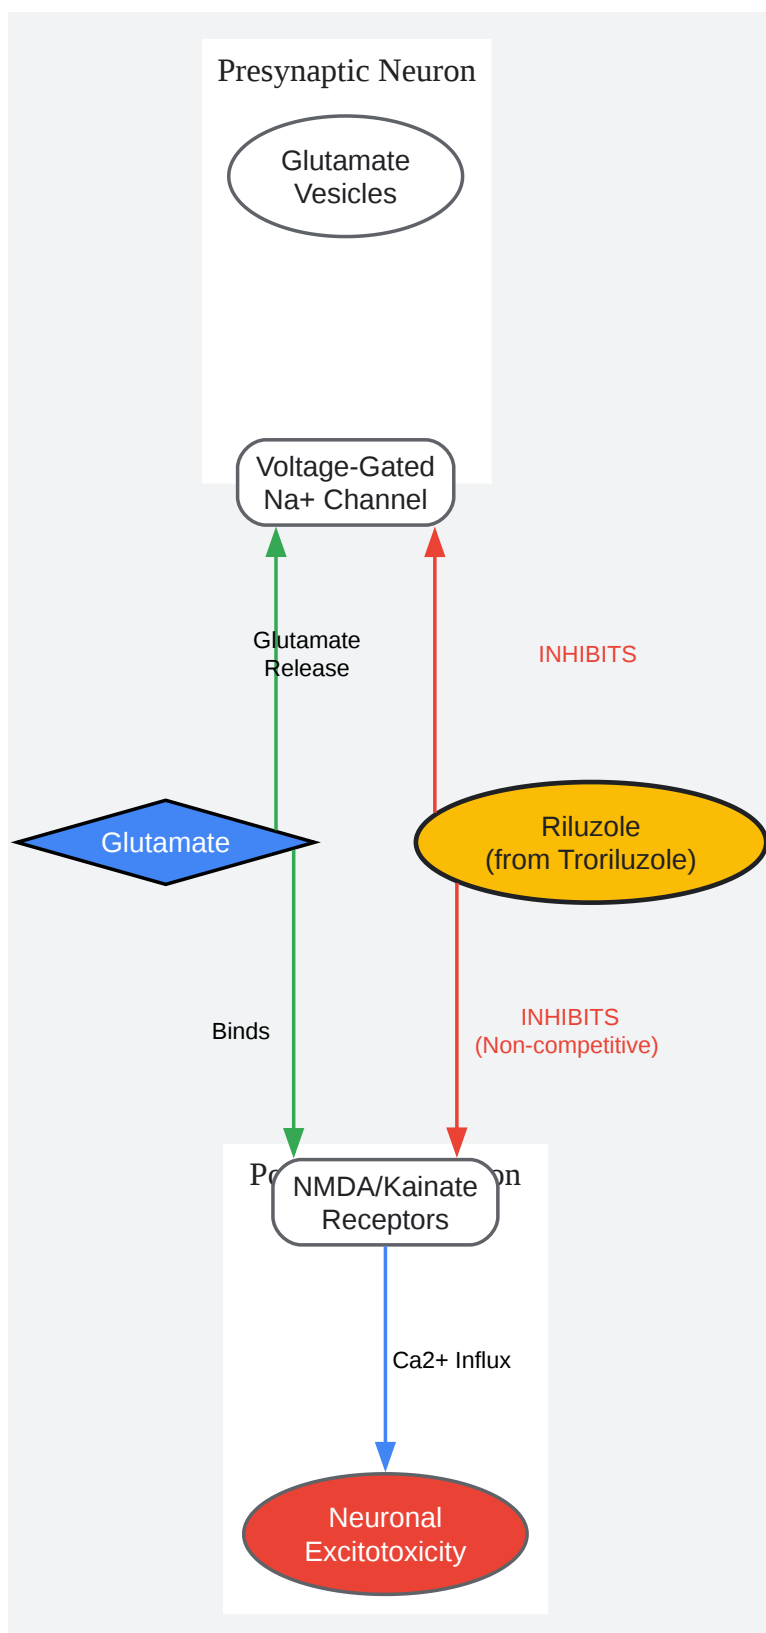 Presynaptic Neuron
Glutamate
Vesicles
Voltage-Gated
Na+ Channel
Glutamate
Release
INHIBITS
Glutamate
Riluzole
(from Troriluzole)
Binds
INHIBITS
(Non-competitive)
NMDA/Kainate
Receptors
Ca2+ Influx
Neuronal
Excitotoxicity